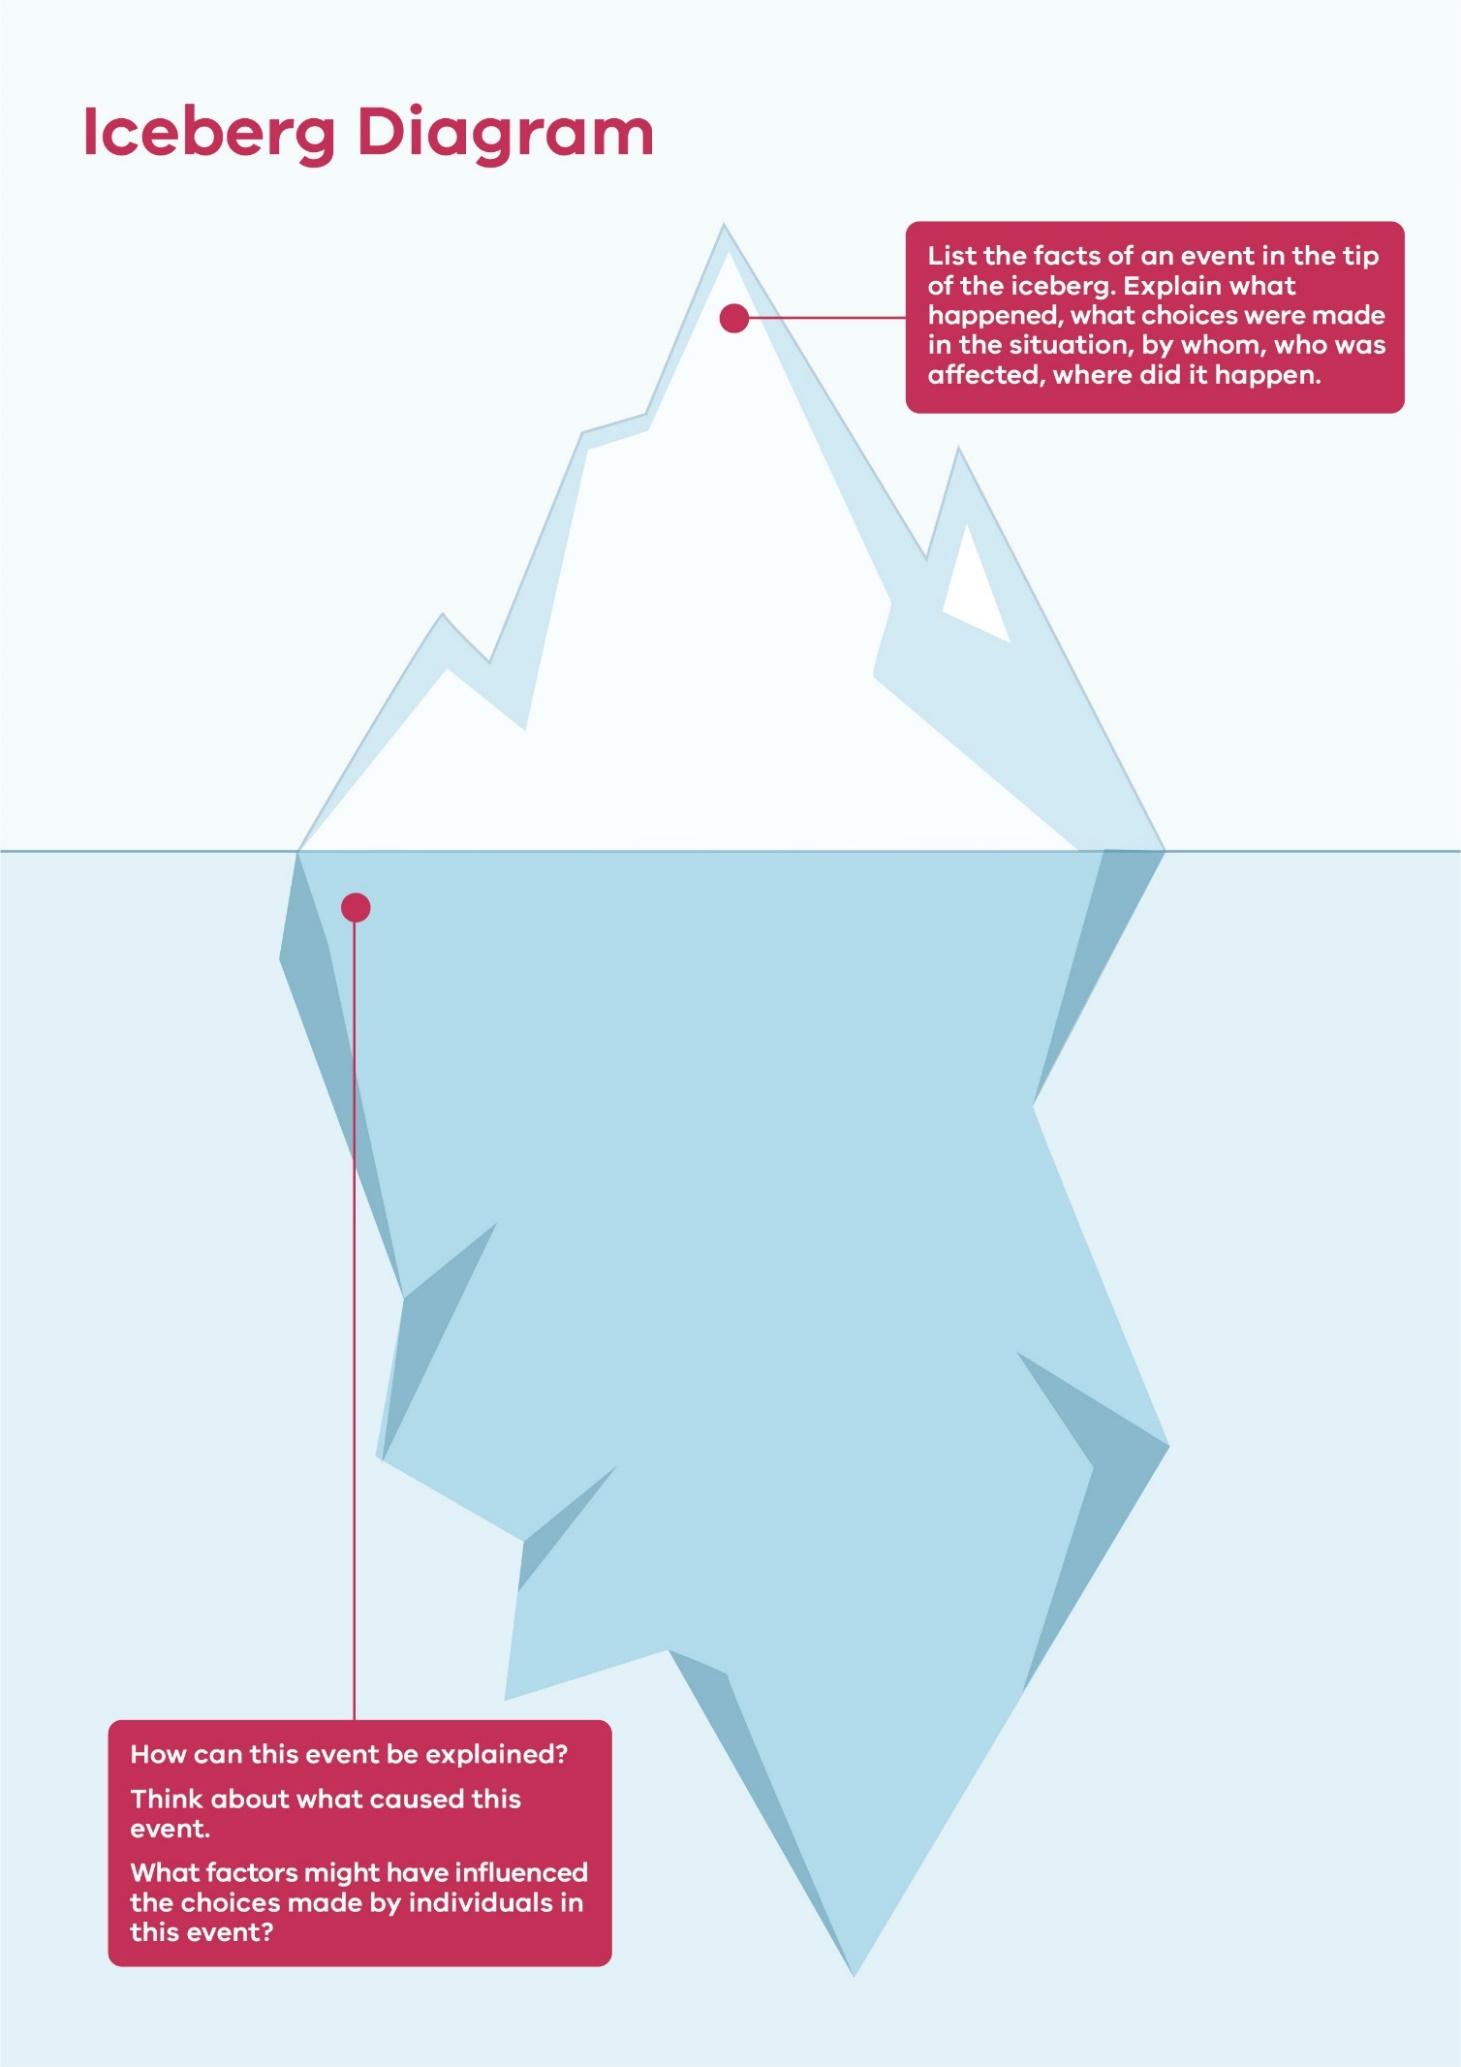 Iceberg Diagram
List the facts of an event in the tip
of the iceberg. Explain what
happened, what choices were made
in the situation, by whom, who was
affected, where did it happen.
How can this event be explained?
Think about what caused this
event.
What factors might have influenced
the choices made by individuals in
this event?